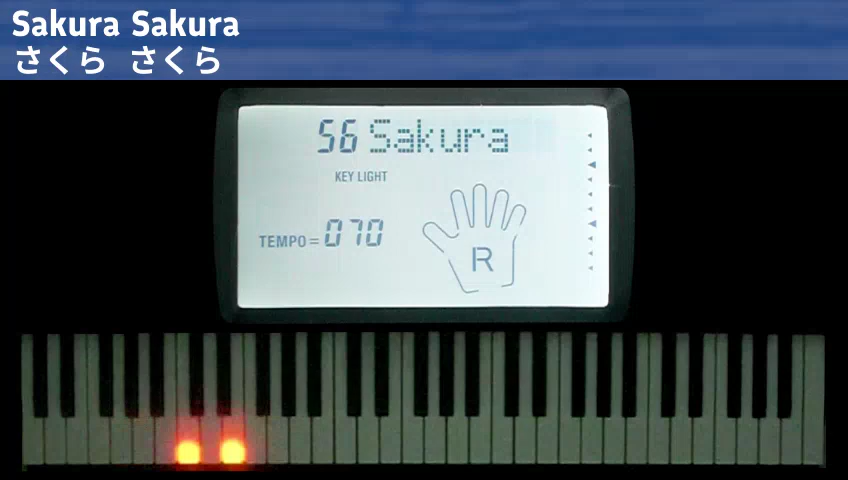 Sakura Sakura
さくら さくら
56 Sakura
KEY LIGHT
TEMPO=070
R